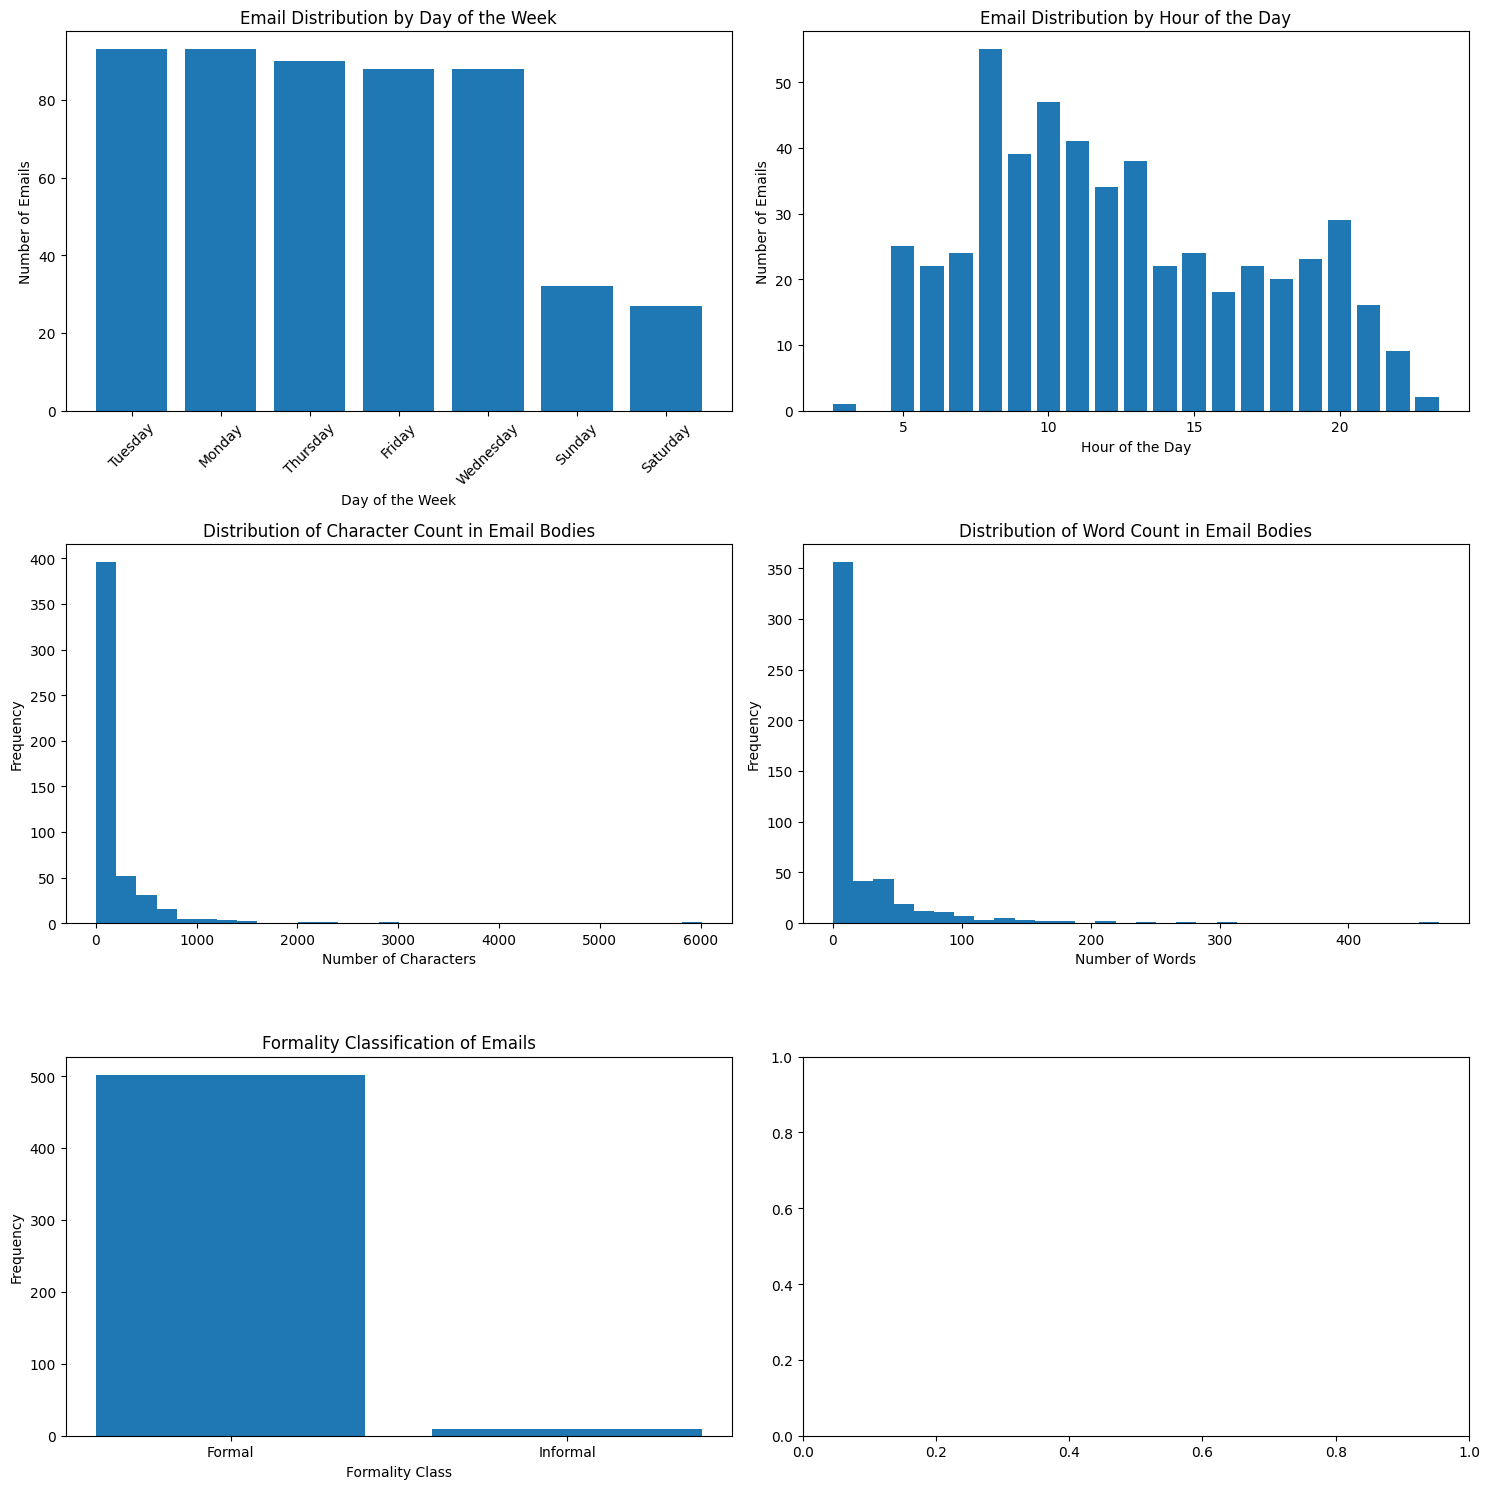 Email Distribution by Day of the Week
Number of Emails
80
60
40
20
0
Tuesday
Monday
Thursday
Friday
Wednesday
Sunday
Saturday
Day of the Week
Email Distribution by Hour of the Day
Number of Emails
50
40
30
20
10
0
5
10
15
20
Hour of the Day
Distribution of Character Count in Email Bodies
Frequency
400
350
300
250
200
150
100
50
0
0
1000
2000
3000
4000
5000
6000
Number of Characters
Distribution of Word Count in Email Bodies
Frequency
350
300
250
200
150
100
50
0
0
100
200
300
400
Number of Words
Formality Classification of Emails
Frequency
500
400
300
200
100
0
Formal
Informal
Formality Class
1.0
0.8
0.6
0.4
0.2
0.0
0.0
0.2
0.4
0.6
0.8
1.0